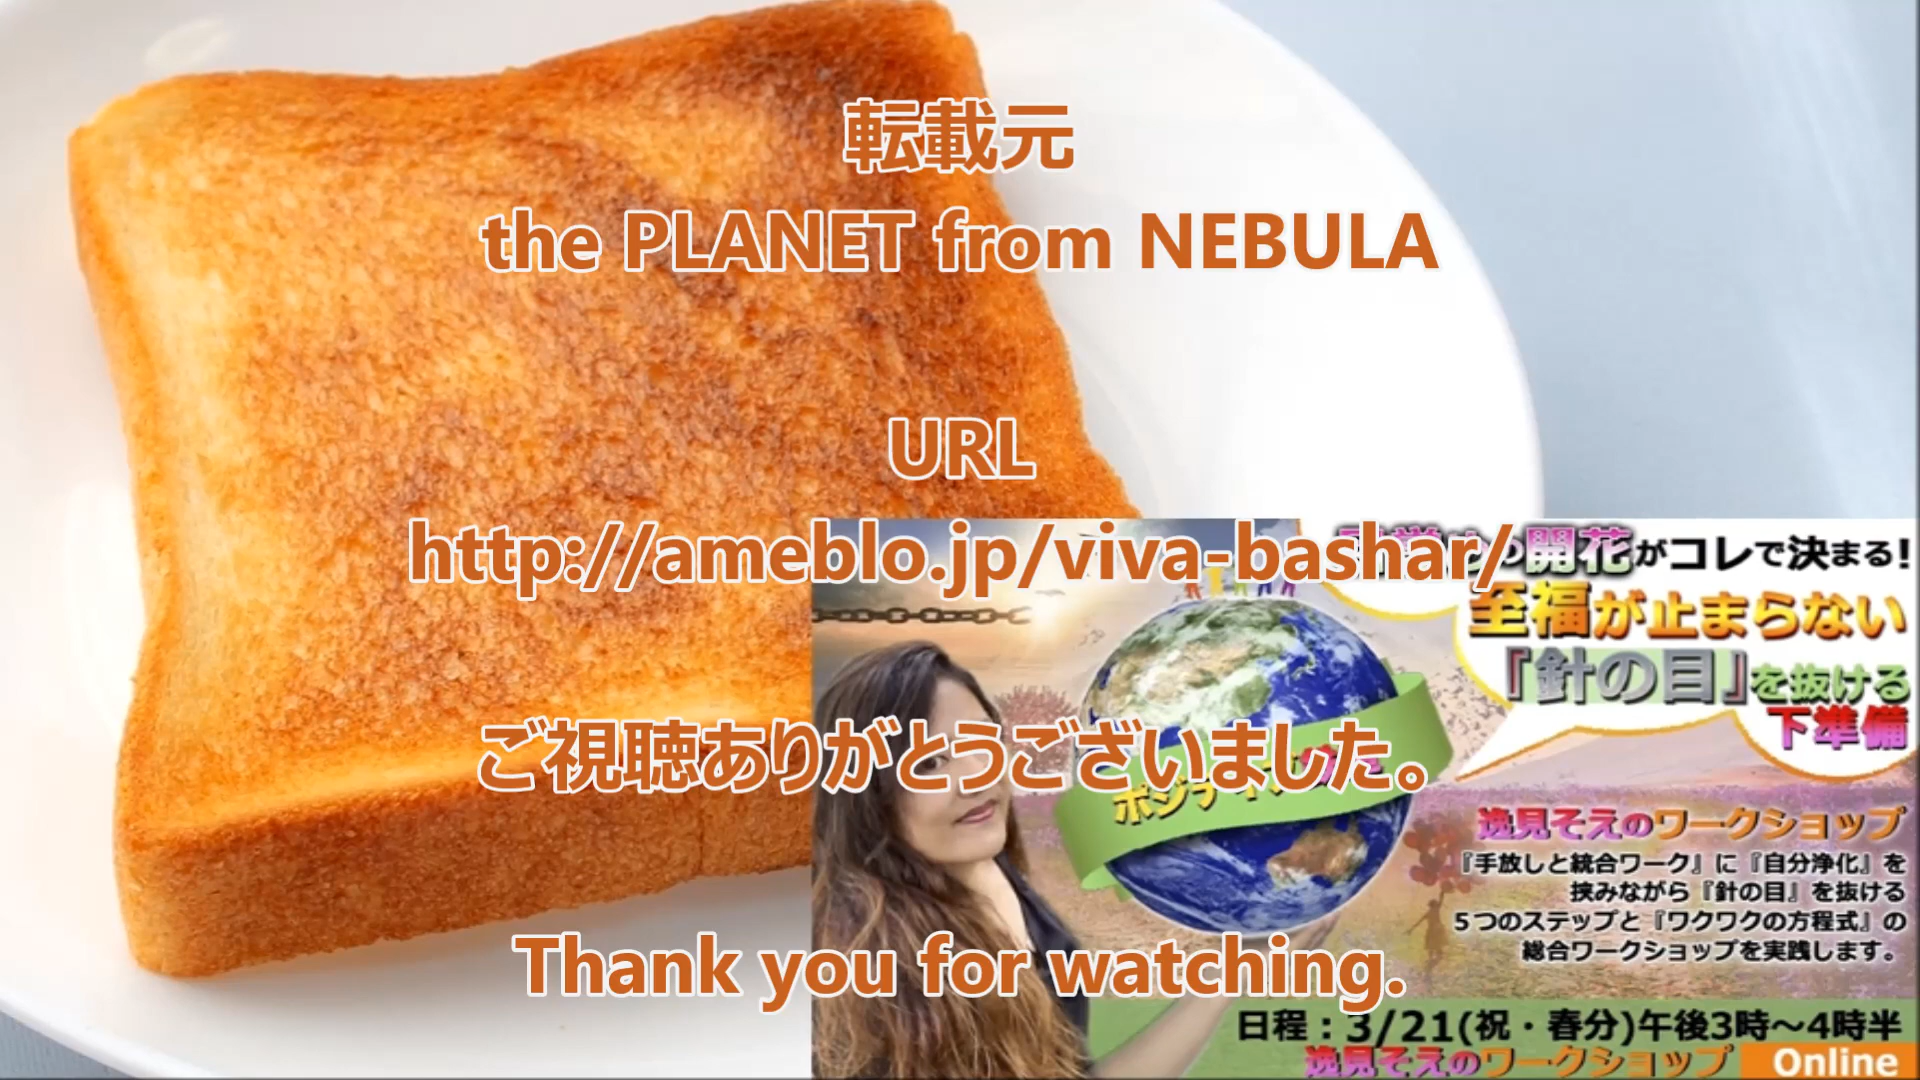 転載元
the PLANET from NEBULA
URL
http://ameblo.jp/viva-bashar/
ご視聴ありがとうございました。
Thank you for watching.
開花がコレで決まる!
至福が止まらない
『針の目』を抜ける
下準備
逸見そえのワークショップ
『手放しと統合ワーク』に『自分浄化』を
挟みながら『針の目』を抜ける
5つのステップと『ワクワクの方程式』の
総合ワークショップを実践します。
日程:3/21(祝・春分)午後3時～4時半
逸見そえのワークショップ Online